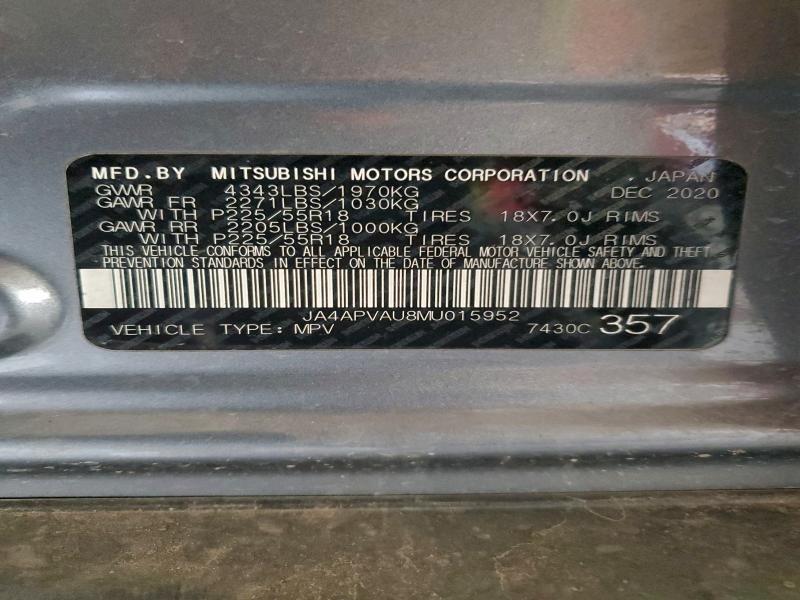 MFD.BY MITSUBISHI MOTORS CORPORATION , JAPAN
GVWR 4343LBS/1970KG DEC 2020
GAWR FR 2271LBS/1030KG
WITH P225/55R18 TIRES 18X7.0J RIMS
GAWR RR 2205LBS/1000KG
WITH P225/55R18 TIRES 18X7.0J RIMS
THIS VEHICLE CONFORMS TO ALL APPLICABLE FEDERAL MOTOR VEHICLE SAFETY AND THEFT
PREVENTION STANDARDS IN EFFECT ON THE DATE OF MANUFACTURE SHOWN ABOVE.
JA4APVAU8MU015952
VEHICLE TYPE: MPV 7430C 357